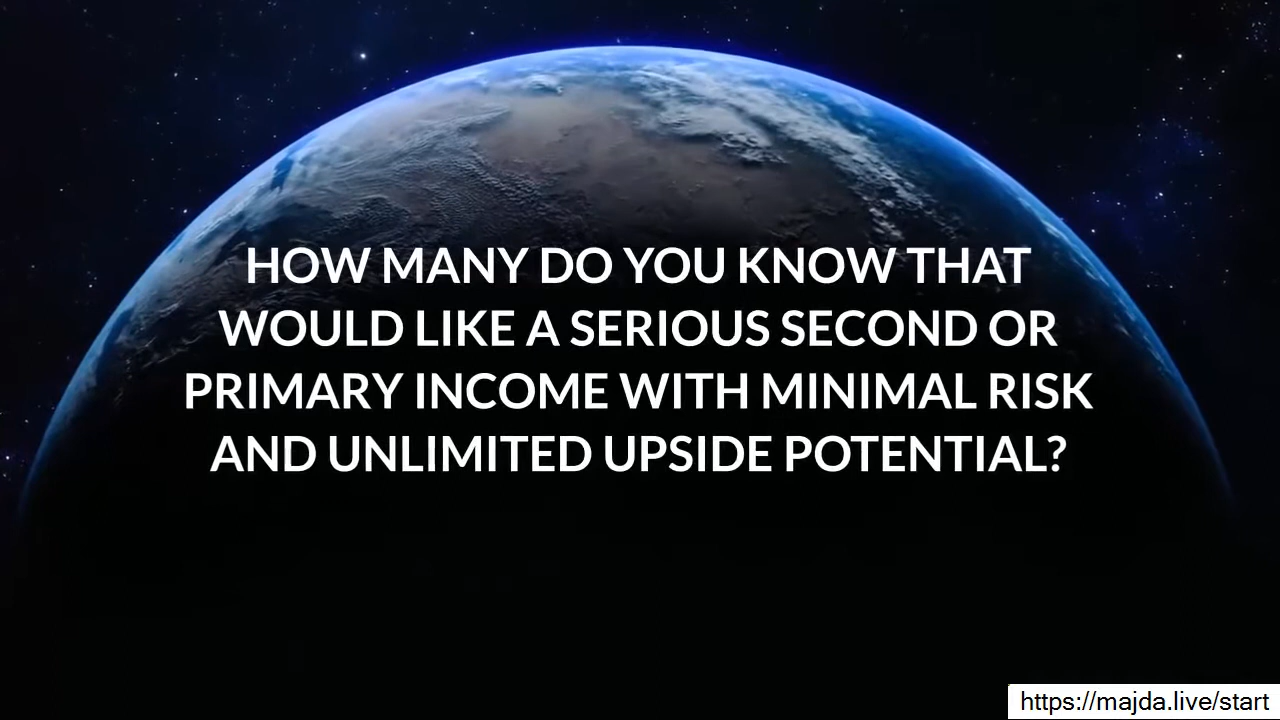 HOW MANY DO YOU KNOW THAT
WOULD LIKE A SERIOUS SECOND OR
PRIMARY INCOME WITH MINIMAL RISK
AND UNLIMITED UPSIDE POTENTIAL?
https://majda.live/start